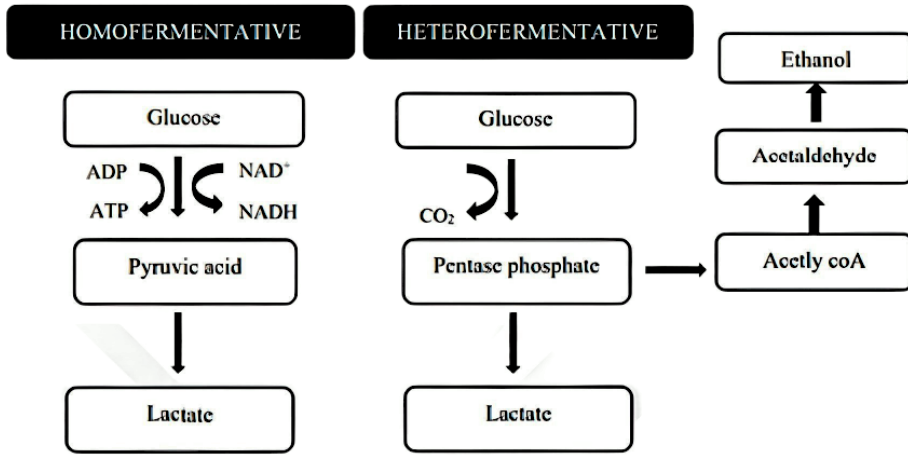 HOMOFERMENTATIVE
Glucose
ADP
NAD⁺
ATP
NADH
Pyruvic acid
Lactate
HETEROFERMENTATIVE
Glucose
CO₂
Pentase phosphate
Lactate
Ethanol
Acetaldehyde
Acetly coA